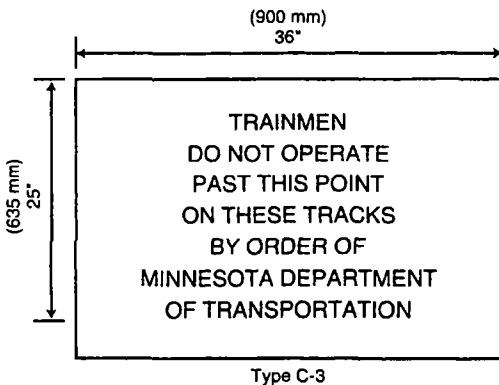 (900 mm)
36"
(635 mm)
25"
TRAINMEN
DO NOT OPERATE
PAST THIS POINT
ON THESE TRACKS
BY ORDER OF
MINNESOTA DEPARTMENT
OF TRANSPORTATION
Type C-3